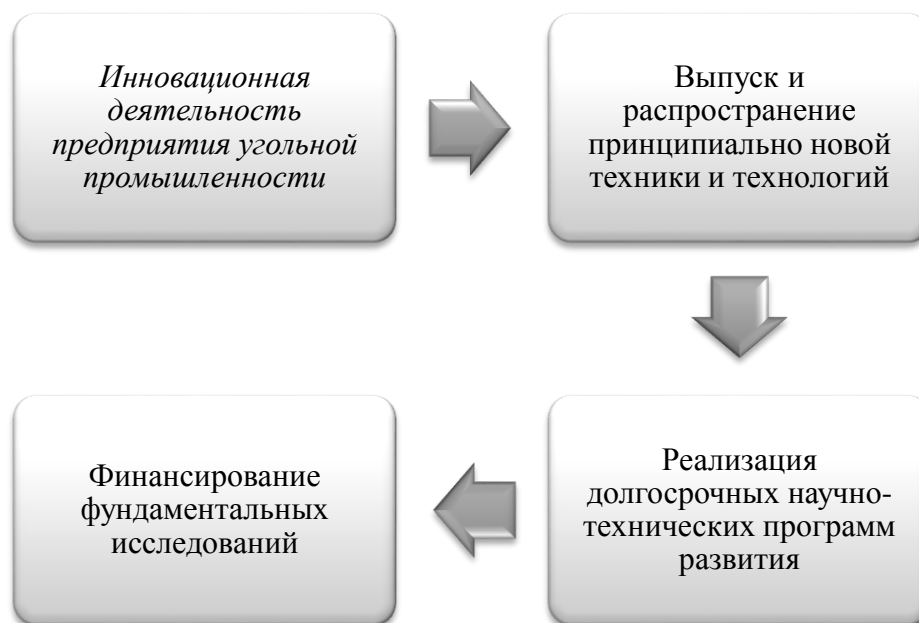 Инновационная
деятельность
предприятия угольной
промышленности
Выпуск и
распространение
принципиально новой
техники и технологий
Реализация
долгосрочных научно-
технических программ
развития
Финансирование
фундаментальных
исследований